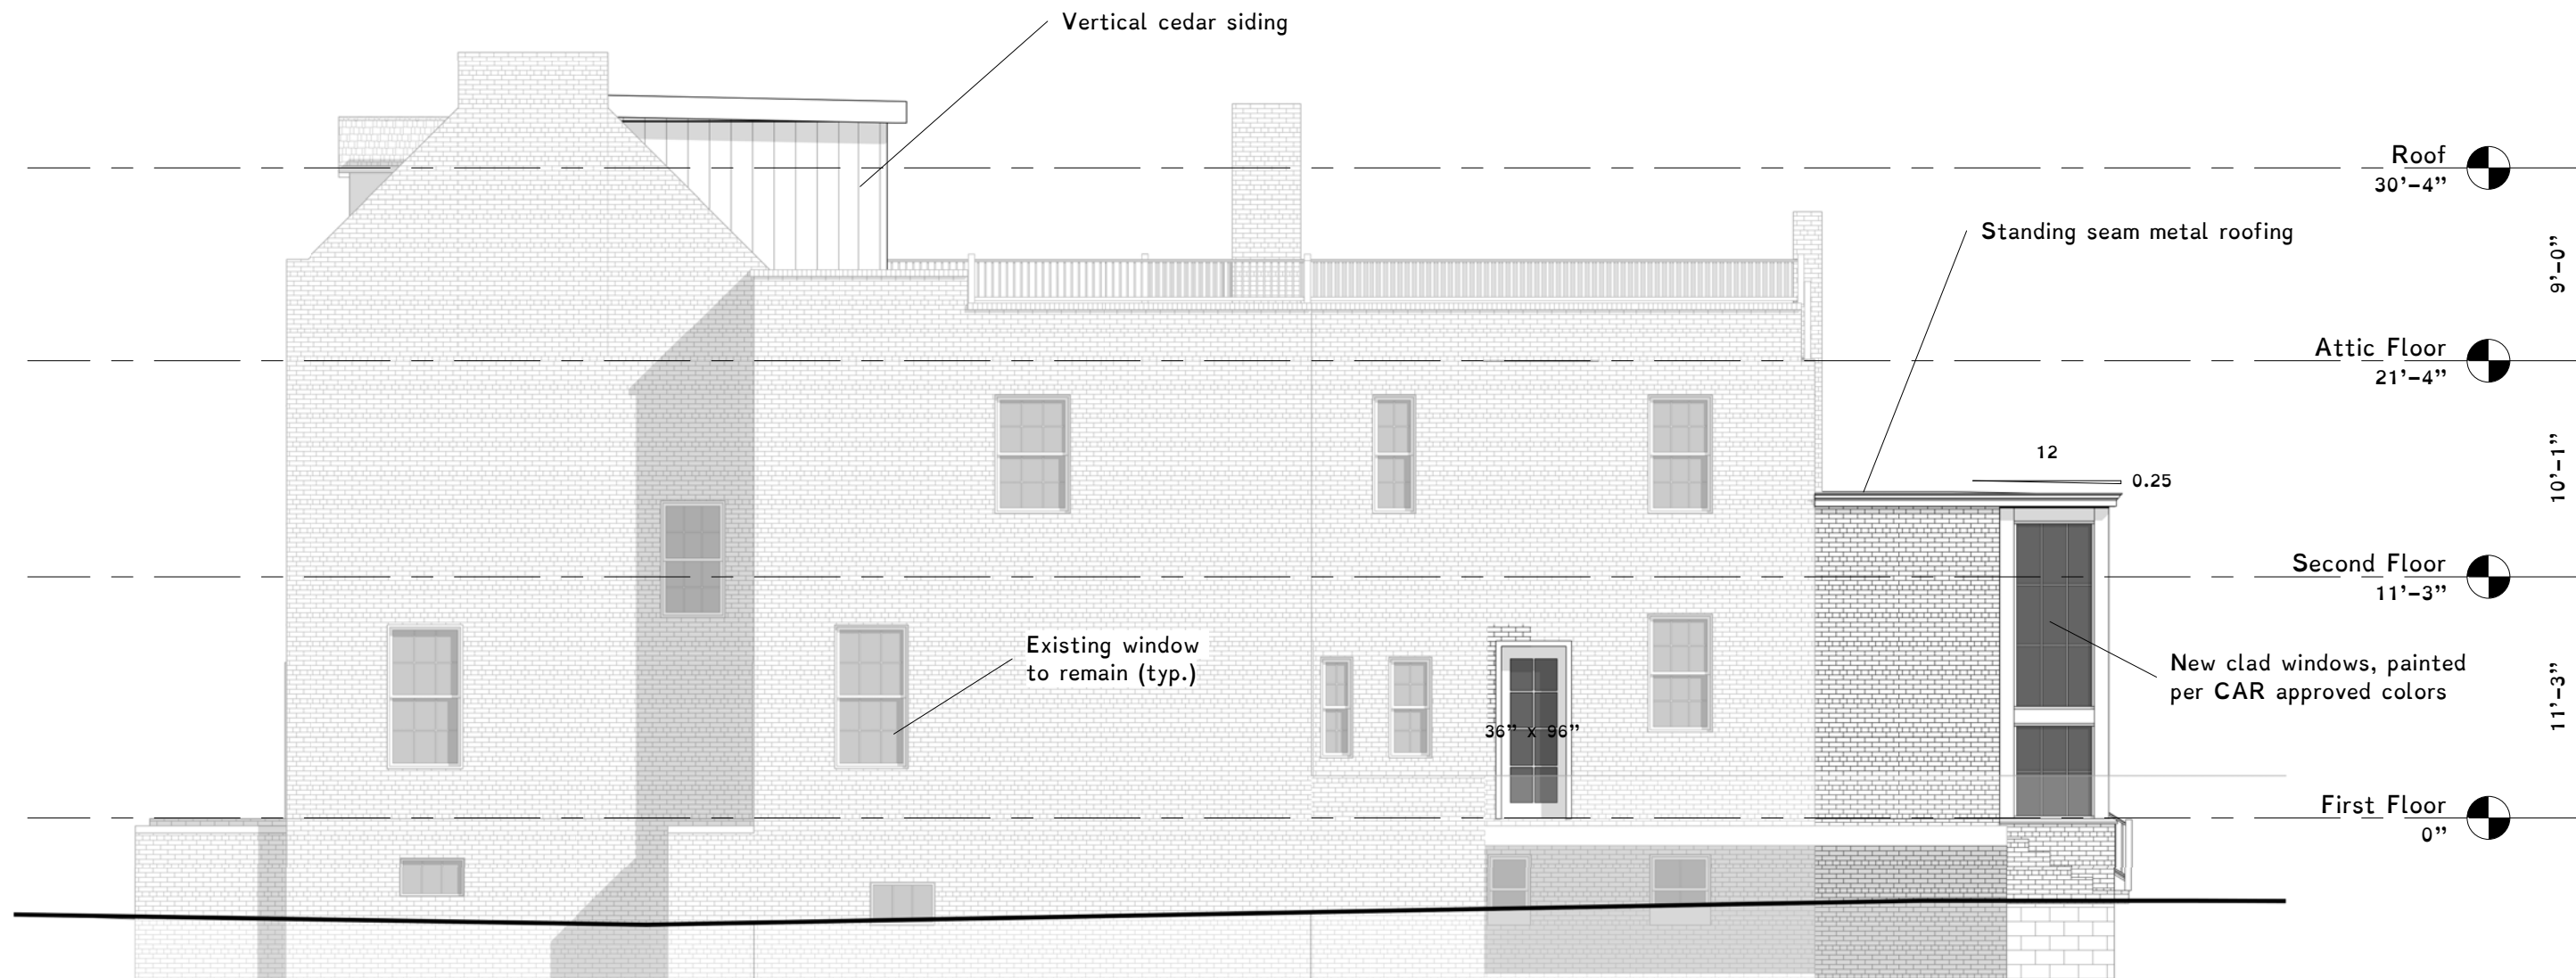 Vertical cedar siding
Roof
30’–4”
Standing seam metal roofing
9’–0”
Attic Floor
21’–4”
12
0.25
10’–1”
Second Floor
11’–3”
Existing window
to remain (typ.)
New clad windows, painted
per CAR approved colors
11’–3”
36” x 96”
First Floor
0”